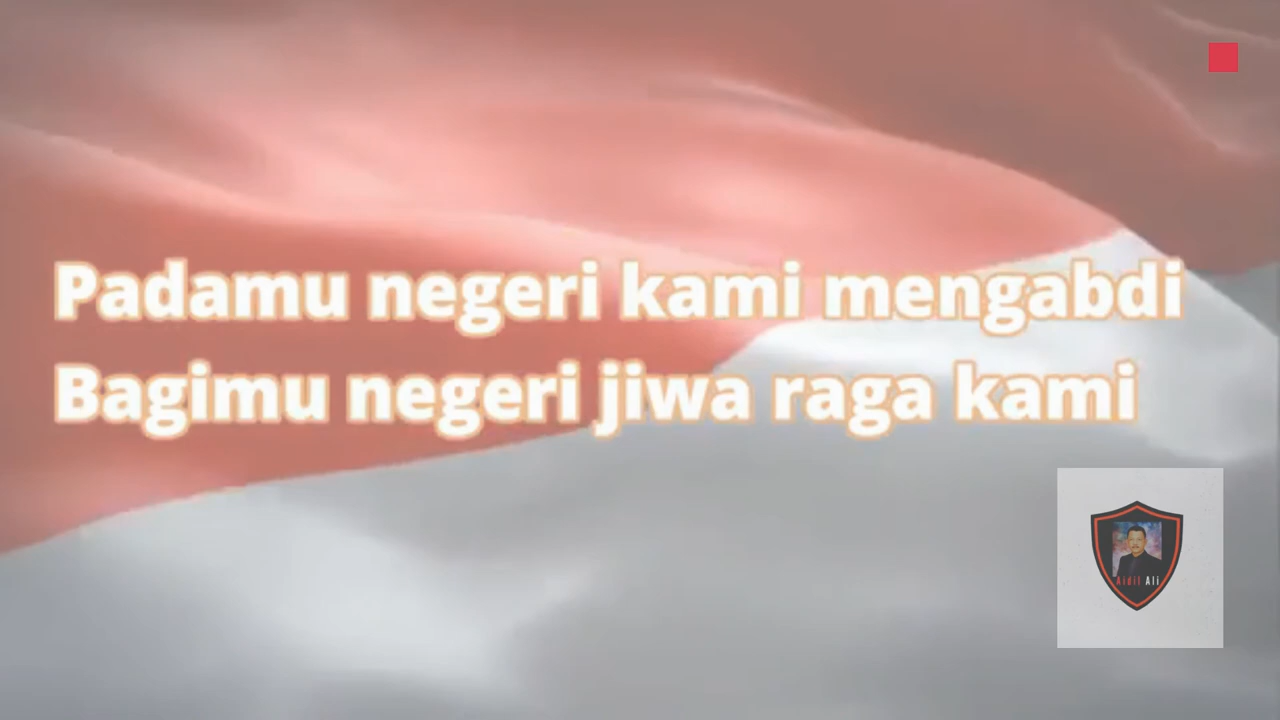 Padamu negeri kami mengabdi
Bagimu negeri jiwa raga kami
Aidil Ali